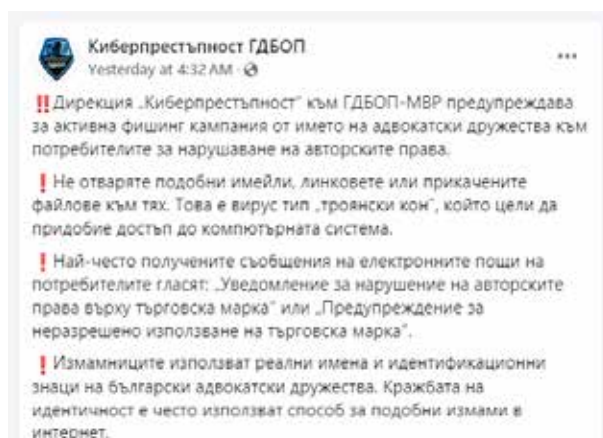 Киберпрестъпност ГДБОП
Yesterday at 4:32 AM ·
‼️Дирекция „Киберпрестъпност“ към ГДБОП-МВР предупреждава
за активна фишинг кампания от името на адвокатски дружества към
потребителите за нарушаване на авторските права.
❗Не отваряте подобни имейли, линковете или прикачените
файлове към тях. Това е вирус тип „троянски кон“, който цели да
придобие достъп до компютърната система.
❗Най-често получените съобщения на електронните пощи на
потребителите гласят: „Уведомление за нарушение на авторските
права върху търговска марка“ или „Предупреждение за
неразрешено използване на търговска марка“.
❗Измамниците използват реални имена и идентификационни
знаци на български адвокатски дружества. Кражбата на
идентичност е често използват способ за подобни измами в
интернет.